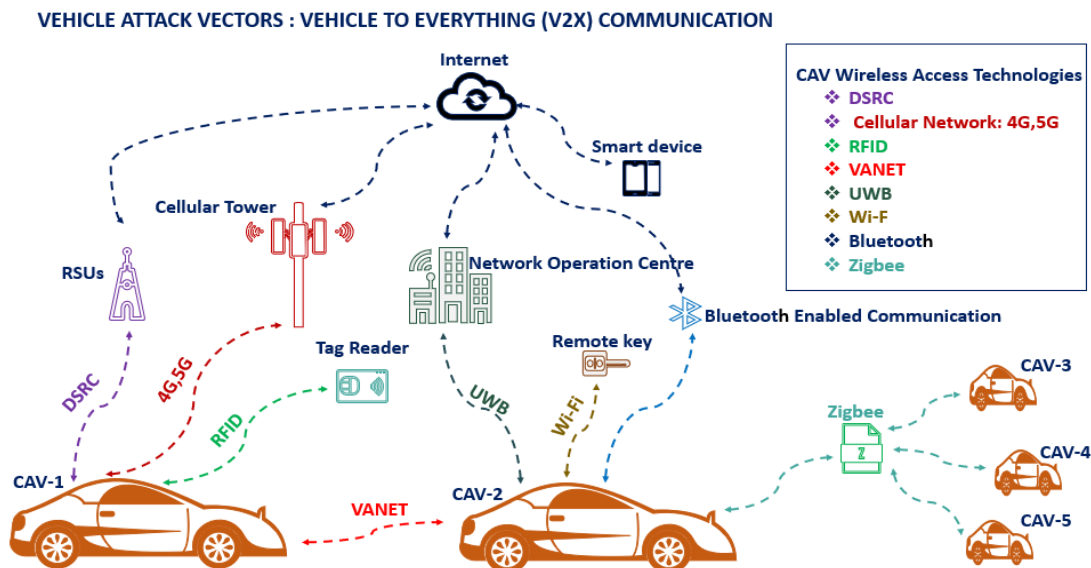 VEHICLE ATTACK VECTORS : VEHICLE TO EVERYTHING (V2X) COMMUNICATION
Internet
CAV Wireless Access Technologies
DSRC
Cellular Network: 4G,5G
RFID
VANET
UWB
Wi-F
Bluetooth
Zigbee
Smart device
Cellular Tower
RSUs
Network Operation Centre
Bluetooth Enabled Communication
Tag Reader
Remote key
DSRC
4G,5G
RFID
UWB
Wi-Fi
Zigbee
Z
CAV-3
CAV-4
CAV-5
CAV-1
CAV-2
VANET